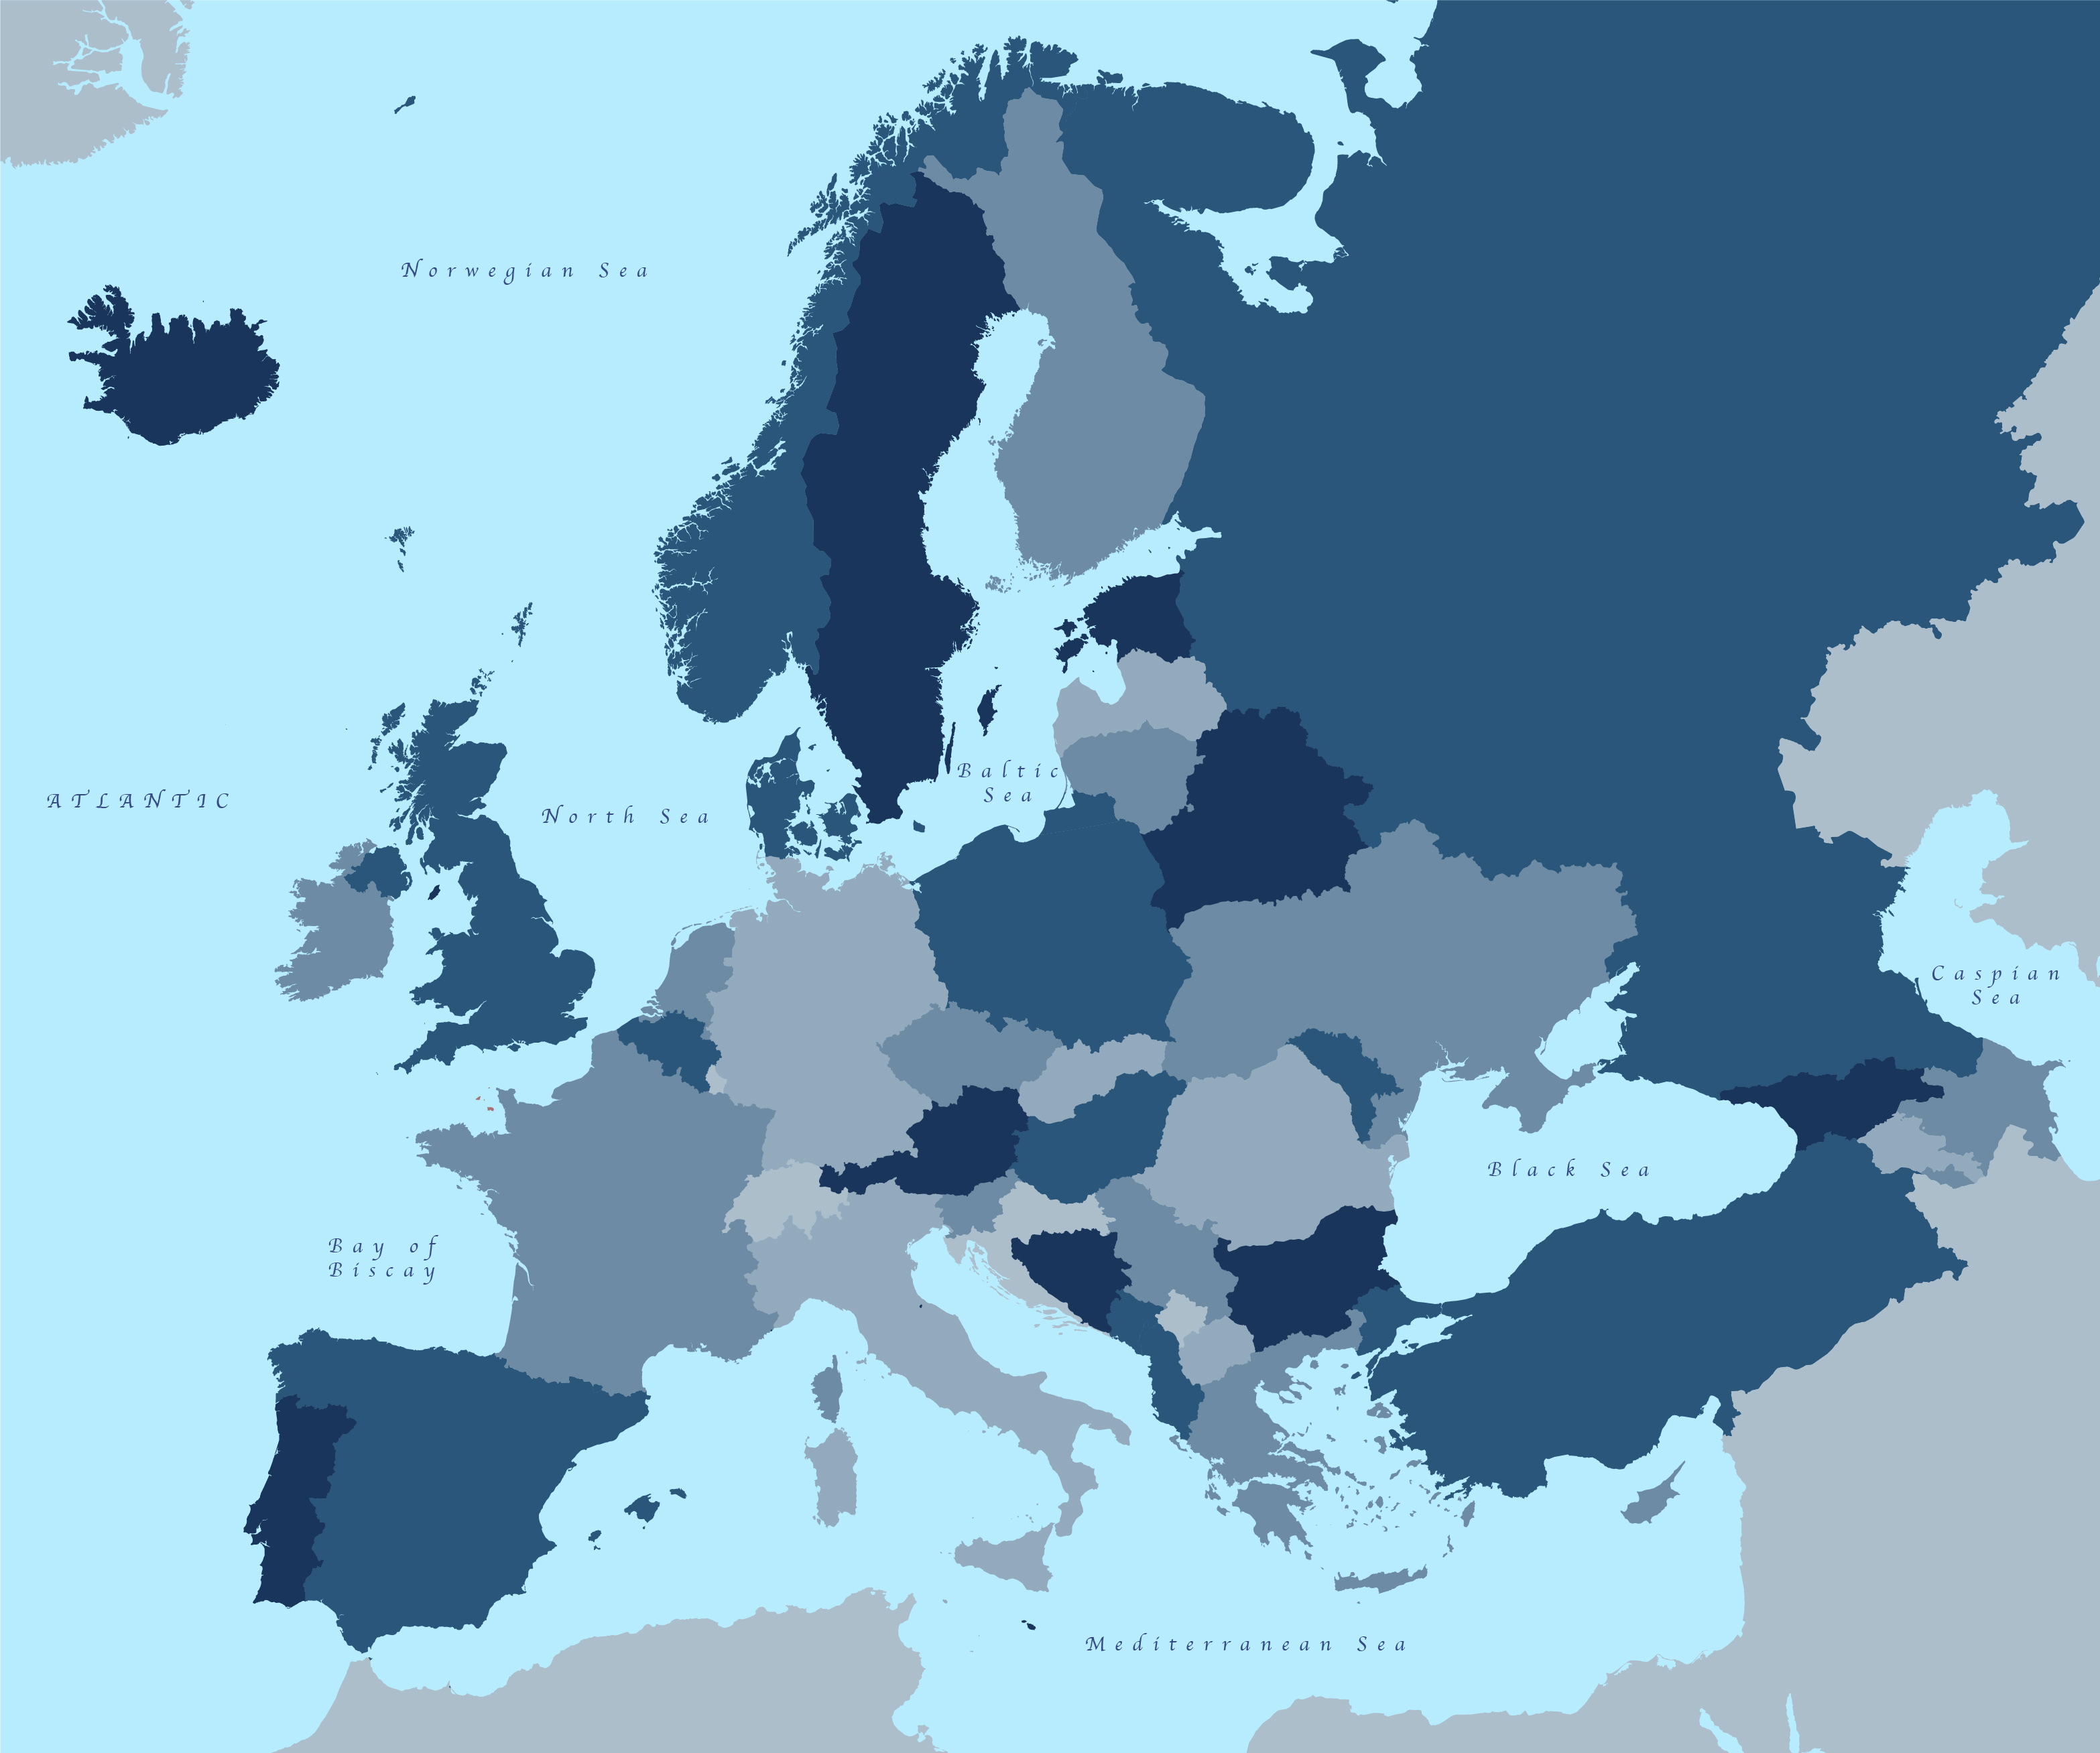 Norwegian Sea
Baltic
Sea
ATLANTIC
North Sea
Caspian
Sea
Black Sea
Bay of
Biscay
Mediterranean Sea